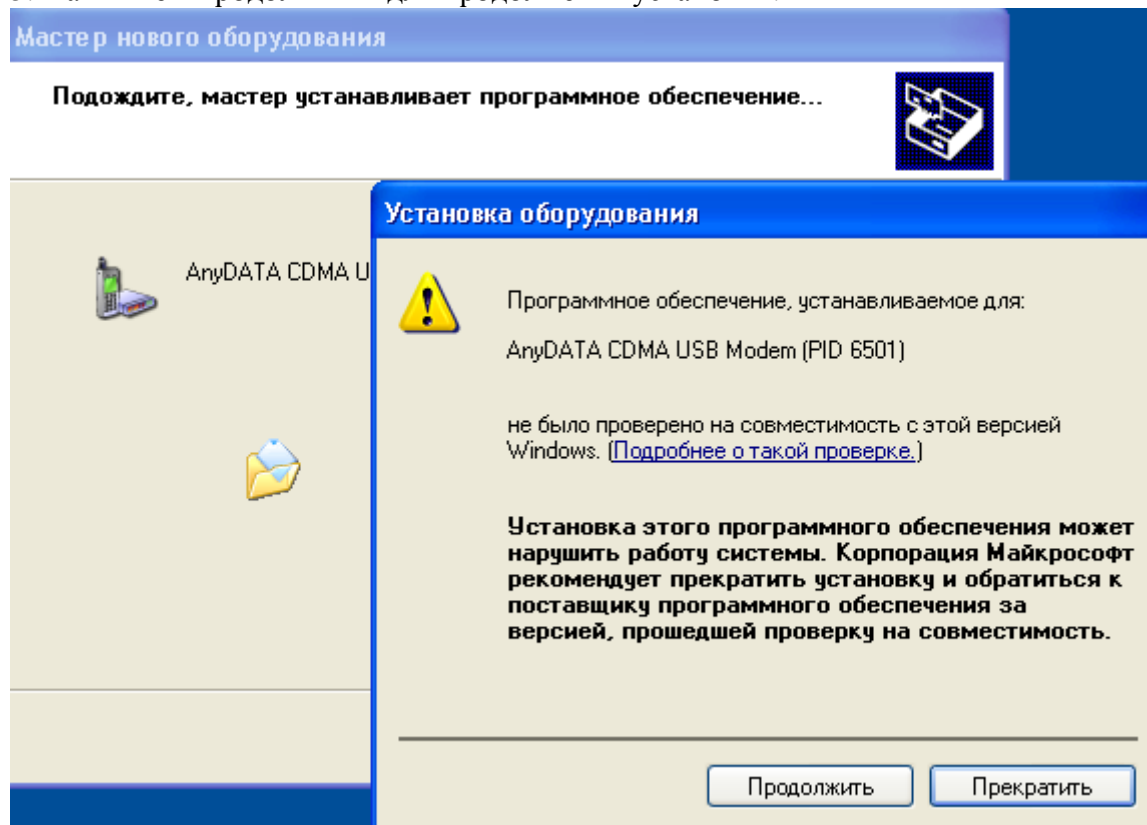 Мастер нового оборудования
Подождите, мастер устанавливает программное обеспечение...
Установка оборудования
AnyDATA CDMA U
Программное обеспечение, устанавливаемое для:
AnyDATA CDMA USB Modem (PID 6501)
не было проверено на совместимость с этой версией
Windows. (Подробнее о такой проверке.)
Установка этого программного обеспечения может
нарушить работу системы. Корпорация Майкрософт
рекомендует прекратить установку и обратиться к
поставщику программного обеспечения за
версией, прошедшей проверку на совместимость.
Продолжить
Прекратить